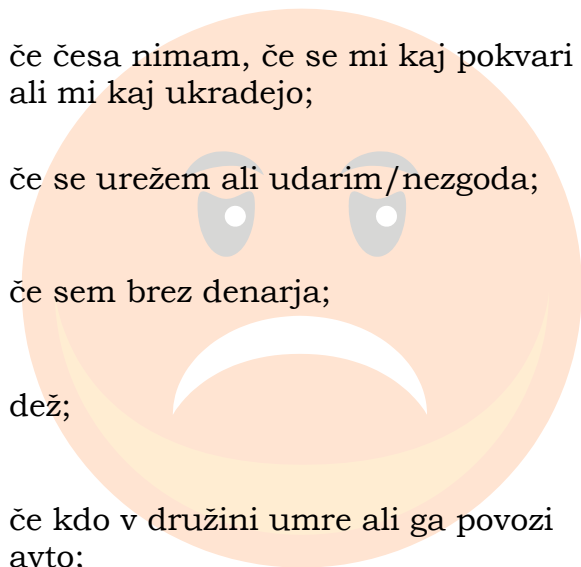 če česa nimam, če se mi kaj pokvari
ali mi kaj ukradejo;
če se urežem ali udarim/nezgoda;
če sem brez denarja;
dež;
če kdo v družini umre ali ga povozi
avto;